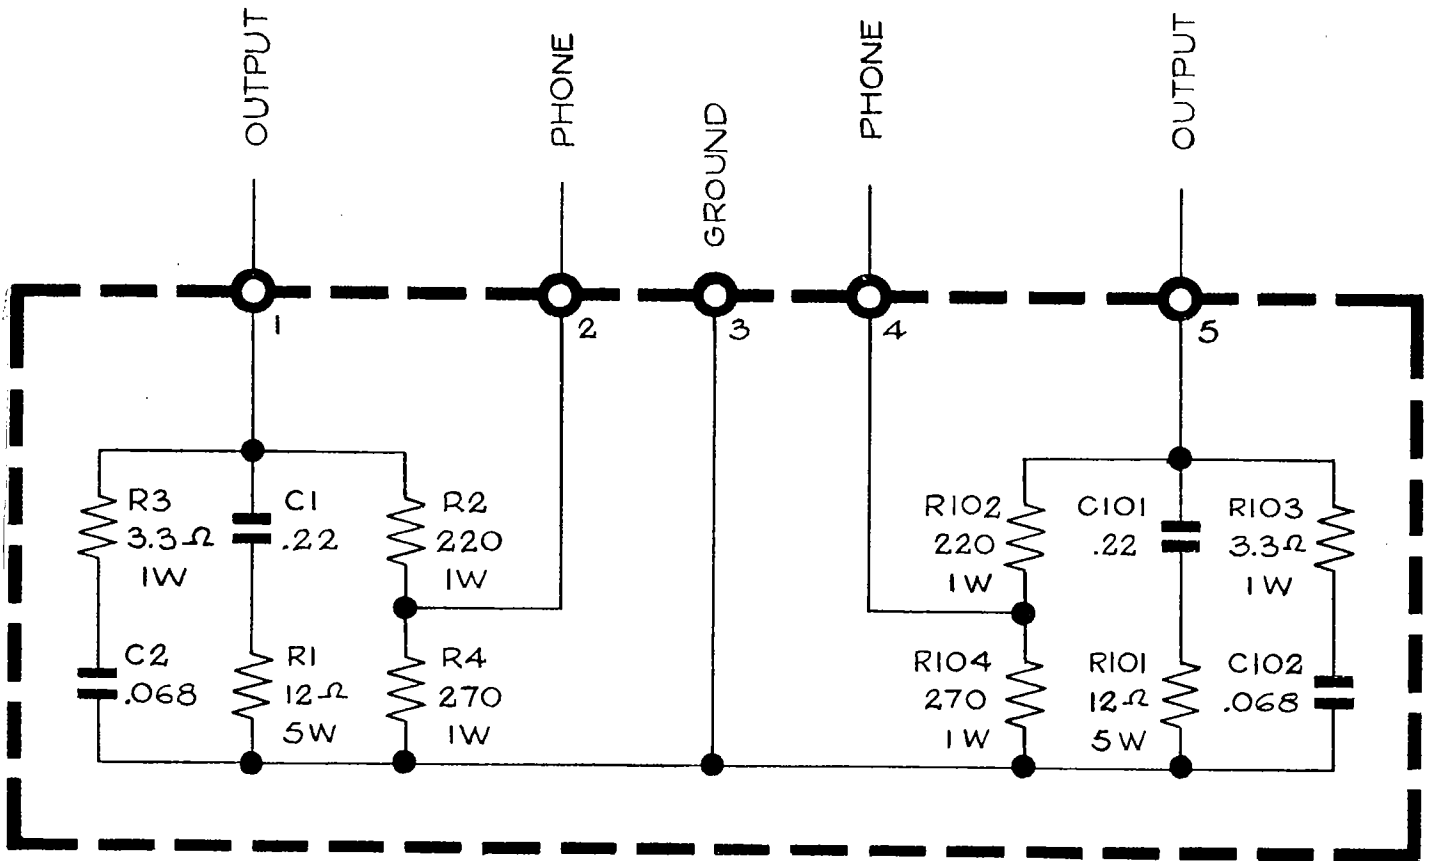 OUTPUT
PHONE
GROUND
PHONE
OUTPUT
1
2
3
4
5
R3
3.3Ω
1W
C1
.22
R2
220
1W
R102
220
1W
C101
.22
R103
3.3Ω
1W
C2
.068
R1
12Ω
5W
R4
270
1W
R104
270
1W
R101
12Ω
5W
C102
.068